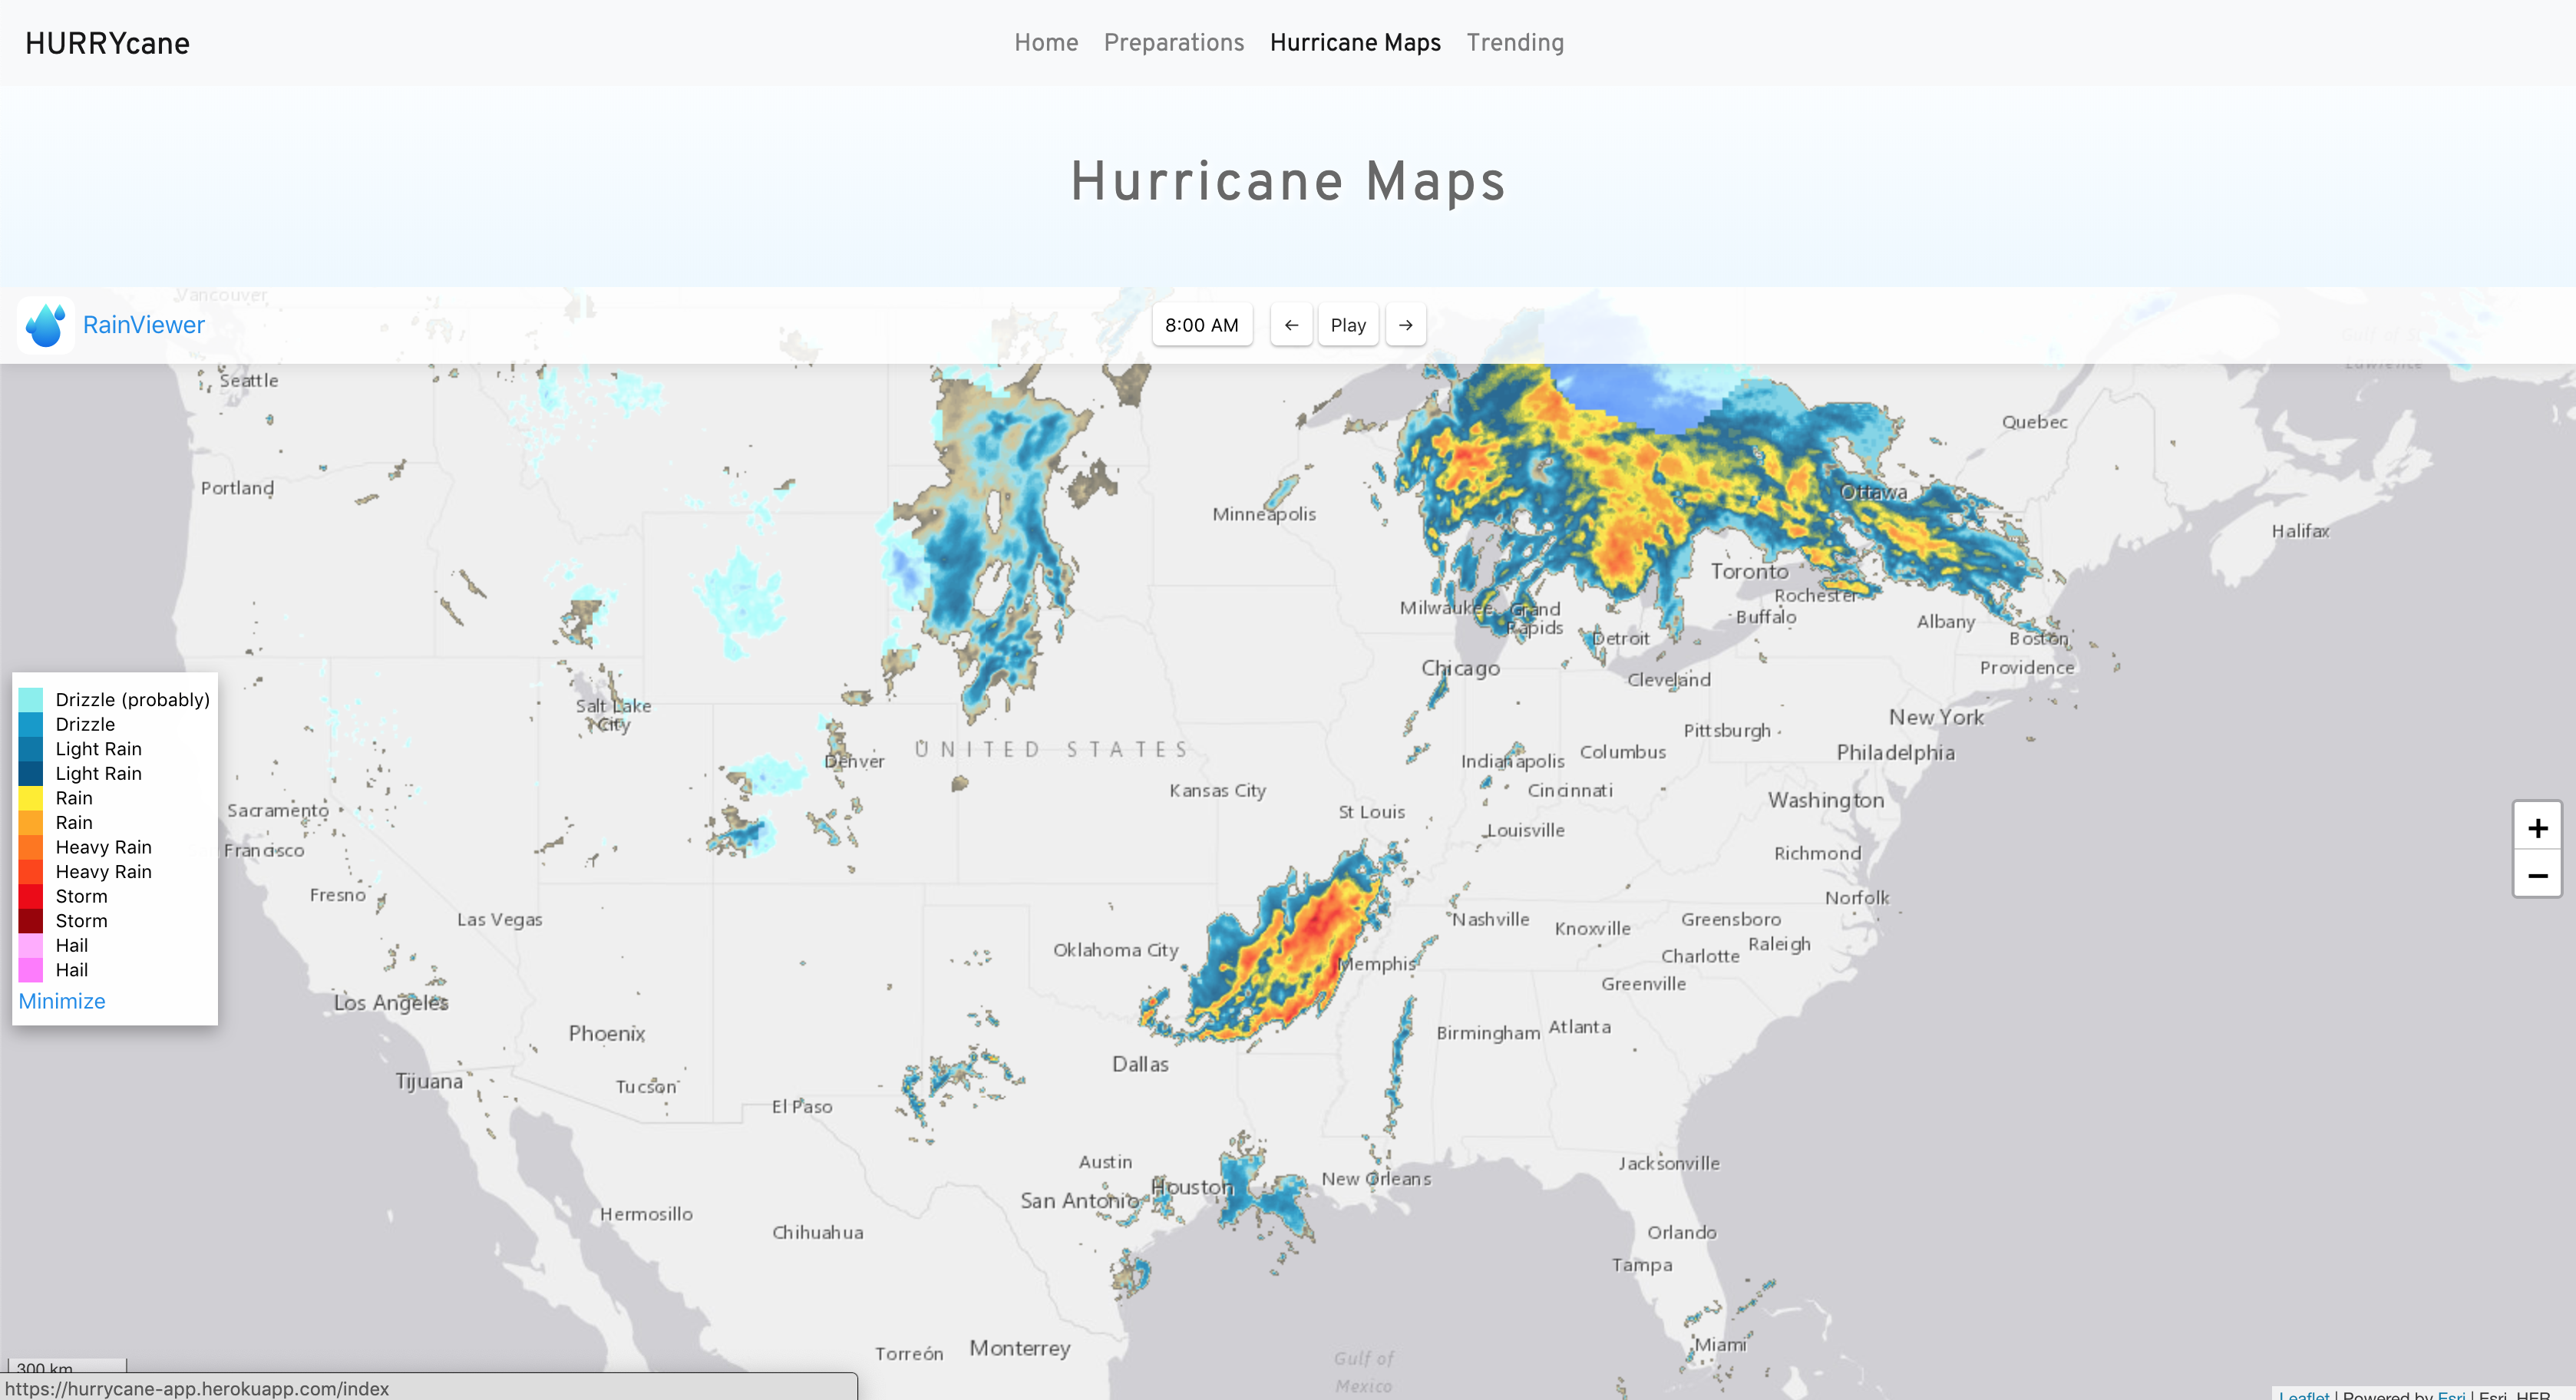 HURRYcane
Home Preparations Hurricane Maps Trending
Hurricane Maps
Vancouver
RainViewer
8:00 AM
←
Play
→
Gulf of St
Lawrence
Seattle
Quebec
Portland
Ottawa
Minneapolis
Halifax
Toronto
Rochester
Milwaukee
Grand
Rapids
Buffalo
Albany
Detroit
Boston
Chicago
Providence
Cleveland
Salt Lake
City
New York
Pittsburgh
UNITED STATES
Columbus
Philadelphia
Denver
Indianapolis
Kansas City
Cincinnati
Washington
St Louis
Sacramento
Louisville
Francisco
Richmond
Fresno
Norfolk
Las Vegas
Nashville
Knoxville
Greensboro
Raleigh
Oklahoma City
Charlotte
Memphis
Greenville
Los Angeles
Phoenix
Birmingham
Atlanta
Dallas
Tijuana
Tucson
El Paso
Austin
Jacksonville
Houston
New Orleans
San Antonio
Hermosillo
Chihuahua
Orlando
Tampa
Miami
Monterrey
Torreón
Gulf of
Mexico
Drizzle (probably)
Drizzle
Light Rain
Light Rain
Rain
Rain
Heavy Rain
Heavy Rain
Storm
Storm
Hail
Hail
Minimize
+
−
300 km
https://hurrycane-app.herokuapp.com/index
Leaflet | Powered by Esri | Esri, HER